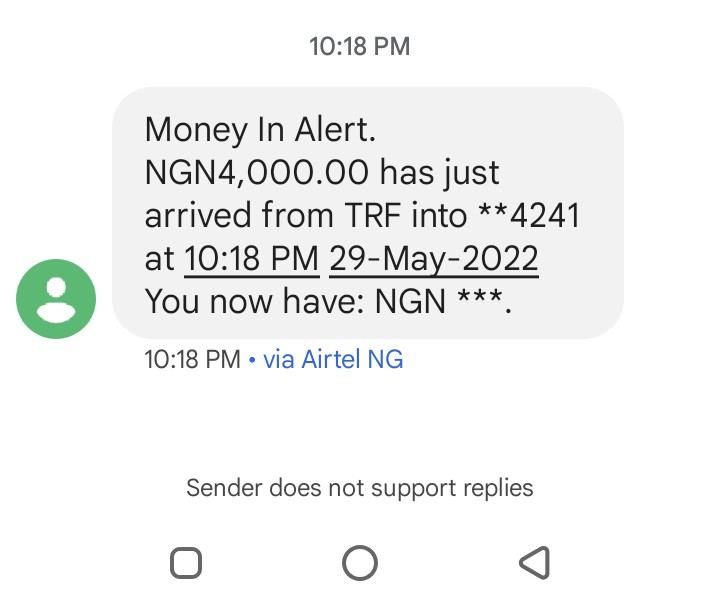 10:18 PM
Money In Alert.
NGN4,000.00 has just
arrived from TRF into **4241
at 10:18 PM 29-May-2022
You now have: NGN ***.
10:18 PM • via Airtel NG
Sender does not support replies